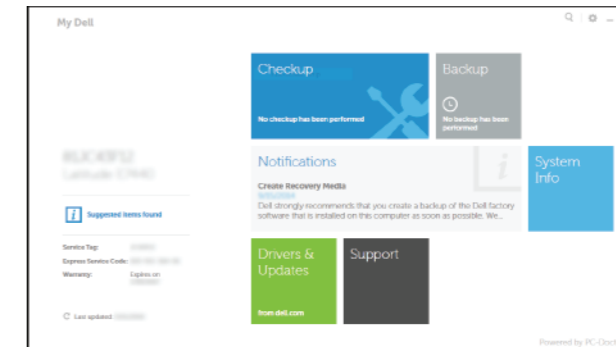 My Dell
Checkup
No checkup has been performed
Backup
No backup has been
performed
Notifications
Create Recovery Media
Dell strongly recommends that you create a backup of the Dell factory
software that is installed on this computer as soon as possible. We...
System
Info
Suggested items found
Service Tag:
Express Service Code:
Warranty:
Expires on
Last updated
Drivers &
Updates
from dell.com
Support
Powered by PC-Doct